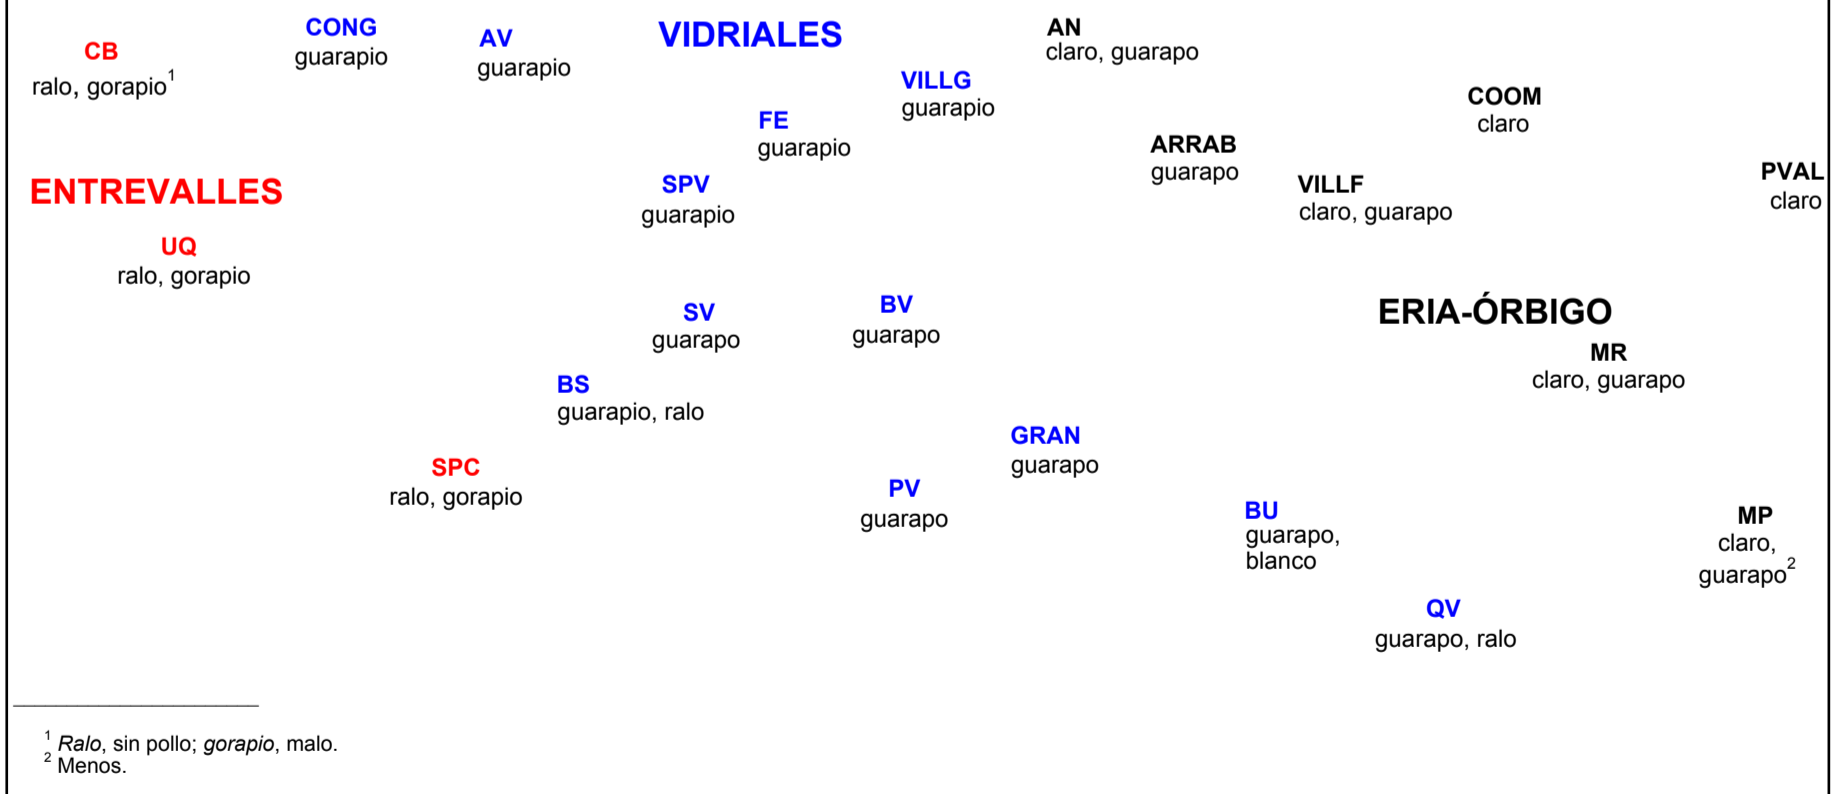 CB
ralo, gorapio¹
CONG
guarapio
AV
guarapio
VIDRIALES
VILLG
guarapio
FE
guarapio
AN
claro, guarapo
COOM
claro
ARRAB
guarapo
VILLF
claro, guarapo
PVAL
claro
ENTREVALLES
SPV
guarapio
UQ
ralo, gorapio
SV
guarapo
BV
guarapo
ERIA-ÓRBIGO
MR
claro, guarapo
BS
guarapio, ralo
GRAN
guarapo
SPC
ralo, gorapio
PV
guarapo
BU
guarapo,
blanco
MP
claro,
guarapo²
QV
guarapo, ralo
¹ Ralo, sin pollo; gorapio, malo.
² Menos.